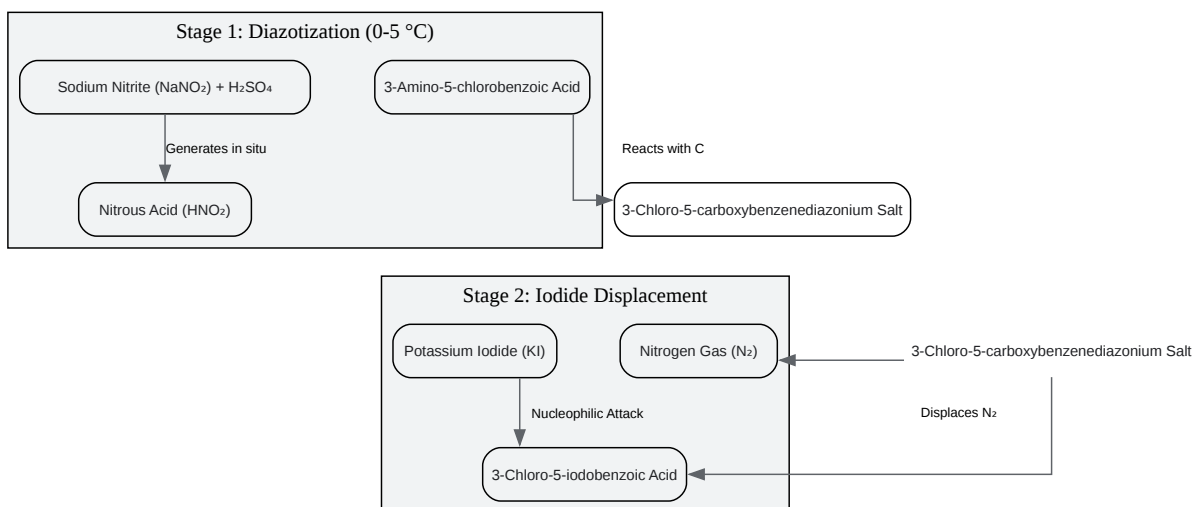 Stage 1: Diazotization (0-5 °C)
Sodium Nitrite (NaNO₂) + H₂SO₄
3-Amino-5-chlorobenzoic Acid
Generates in situ
Reacts with C
Nitrous Acid (HNO₂)
3-Chloro-5-carboxybenzenediazonium Salt
Stage 2: Iodide Displacement
Potassium Iodide (KI)
Nitrogen Gas (N₂)
3-Chloro-5-carboxybenzenediazonium Salt
Nucleophilic Attack
Displaces N₂
3-Chloro-5-iodobenzoic Acid